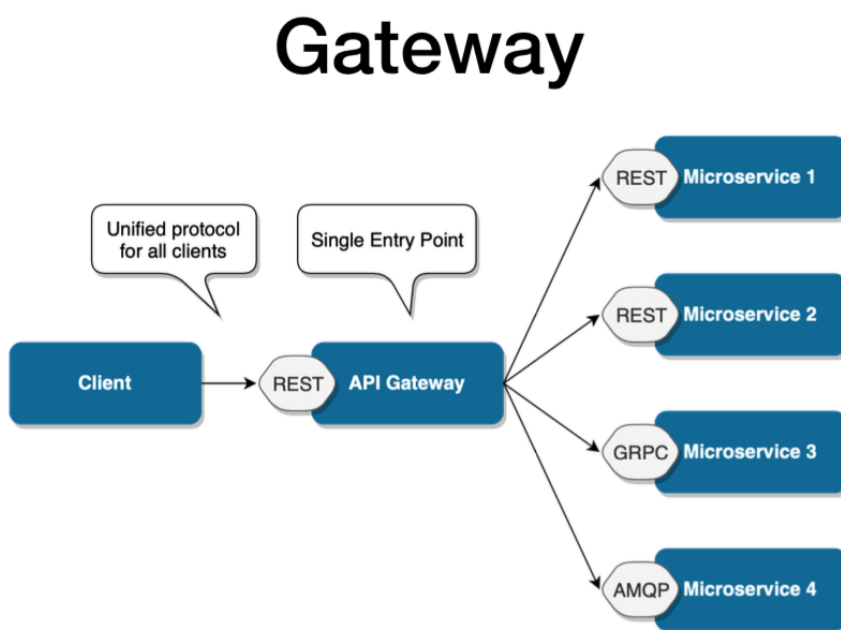 Gateway
Unified protocol
for all clients
Single Entry Point
Client
REST
API Gateway
REST
Microservice 1
REST
Microservice 2
GRPC
Microservice 3
AMQP
Microservice 4